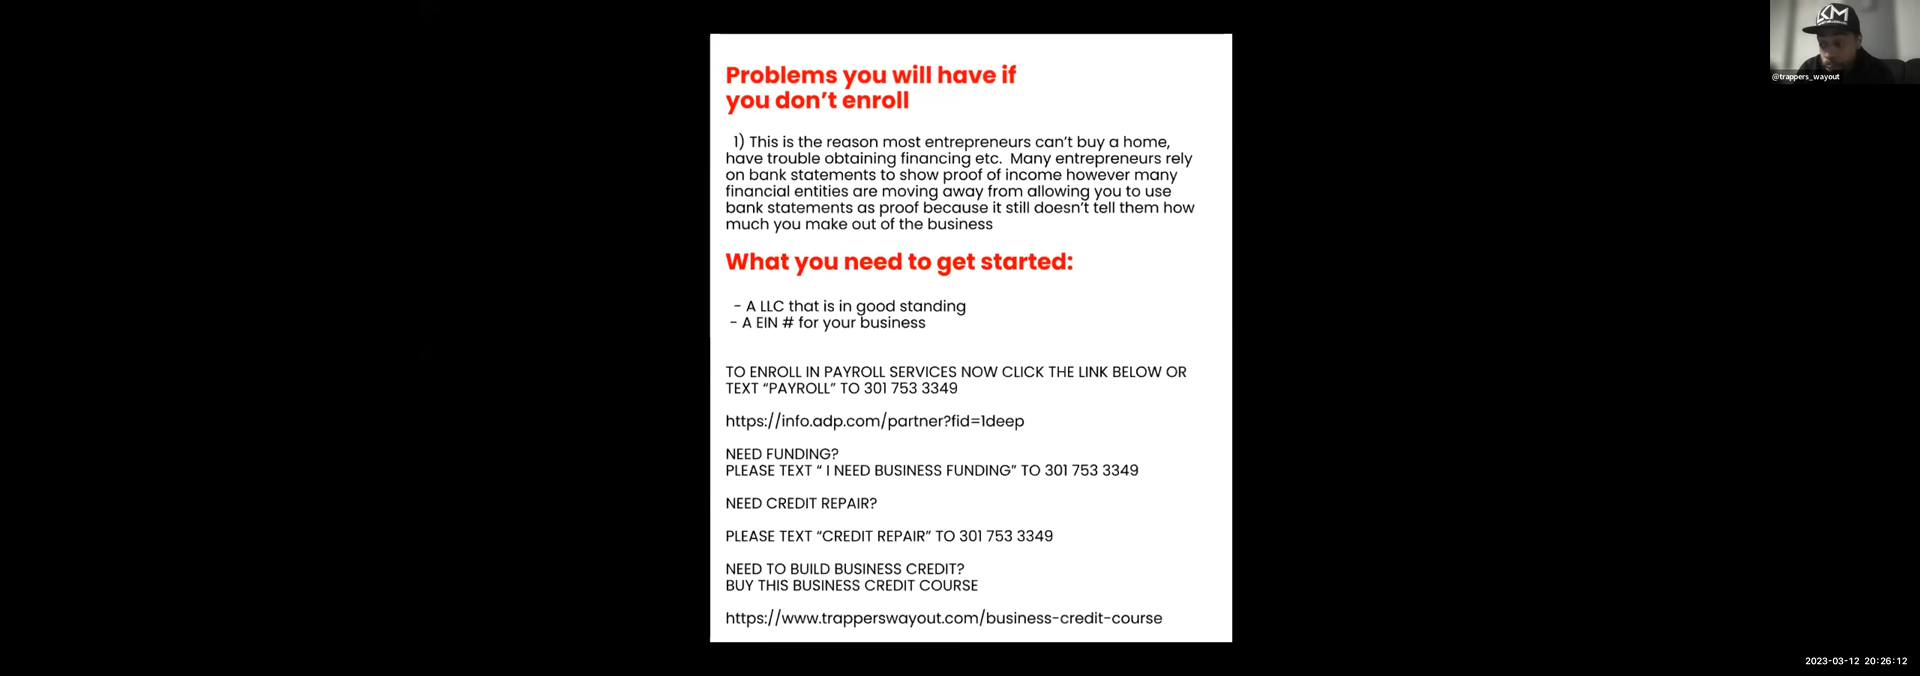 Problems you will have if
you don't enroll
1) This is the reason most entrepreneurs can't buy a home,
have trouble obtaining financing etc.  Many entrepreneurs rely
on bank statements to show proof of income however many
financial entities are moving away from allowing you to use
bank statements as proof because it still doesn't tell them how
much you make out of the business
What you need to get started:
- A LLC that is in good standing
- A EIN # for your business
TO ENROLL IN PAYROLL SERVICES NOW CLICK THE LINK BELOW OR
TEXT “PAYROLL” TO 301 753 3349
https://info.adp.com/partner?fid=1deep
NEED FUNDING?
PLEASE TEXT “ I NEED BUSINESS FUNDING” TO 301 753 3349
NEED CREDIT REPAIR?
PLEASE TEXT “CREDIT REPAIR” TO 301 753 3349
NEED TO BUILD BUSINESS CREDIT?
BUY THIS BUSINESS CREDIT COURSE
https://www.trapperswayout.com/business-credit-course
KM
@trappers_wayout
2023-03-12 20:26:12